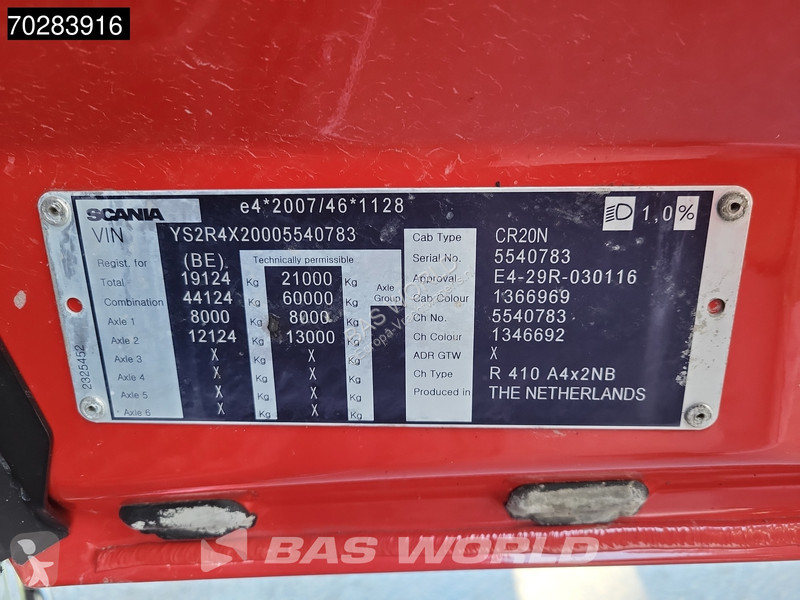 70283916
SCANIA e4*2007/46*1128 1,0%
VIN YS2R4X20005540783
Regist. for (BE) Technically permissible
Total 19124 Kg 21000 Kg
Combination 44124 Kg 60000 Kg Axle Group
Axle 1 8000 Kg 8000 Kg
Axle 2 12124 Kg 13000 Kg
Axle 3 X Kg X Kg
Axle 4 X Kg X Kg
Axle 5 X Kg X Kg
Axle 6 X Kg X Kg
Cab Type CR20N
Serial No. 5540783
Approval E4-29R-030116
Cab Colour 1366969
Ch No. 5540783
Ch Colour 1346692
ADR GTW X
Ch Type R 410 A4x2NB
Produced in THE NETHERLANDS
2325452
BAS WORLD
BAS WORLD